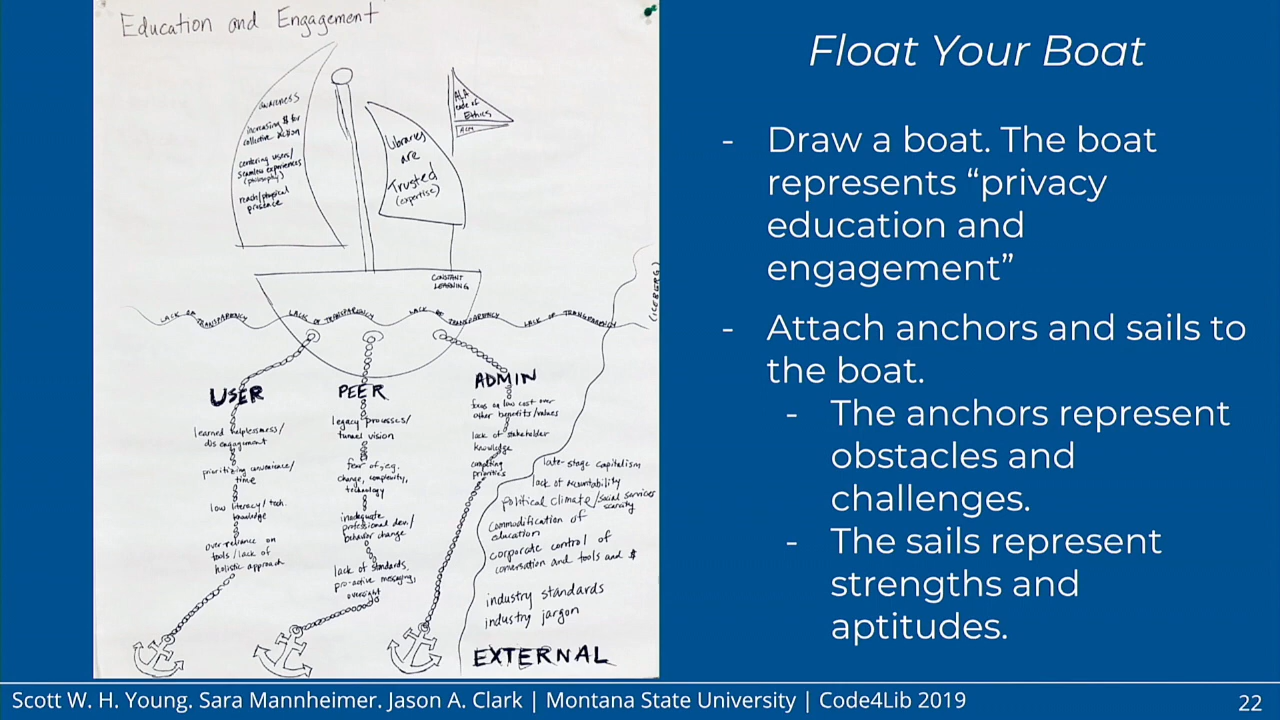 Education and Engagement
awareness
increasing $ for
collective action
centering users/
seamless experiences
(philosophy)
reach/physical
presence
Libraries
are
Trusted
(expertise)
ALA
code of
Ethics
ACM
CONSTANT
LEARNING
LACK OF TRANSPARENCY
LACK OF TRANSPARENCY
LACK OF TRANSPARENCY
LACK OF TRANSPARENCY
(ICEBERG)
USER
learned helplessness/
dis engagement
prioritizing convenience/
time
low literacy/tech.
knowledge
over-reliance on
tools/lack of
holistic approach
PEER
legacy processes/
tunnel vision
fear of, eg.
change, complexity,
technology
inadequate
professional dev./
behavior change
lack of standards,
pro-active messaging,
oversight
ADMIN
focus on low cost over
other benefits/values
lack of stakeholder
knowledge
competing
priorities
late-stage capitalism
lack of accountability
political climate/social services
scarcity
commodification of
education
corporate control of
conversation and tools and $
industry standards
industry jargon
EXTERNAL
Float Your Boat
- Draw a boat. The boat
represents “privacy
education and
engagement”
- Attach anchors and sails to
the boat.
- The anchors represent
obstacles and
challenges.
- The sails represent
strengths and
aptitudes.
Scott W. H. Young. Sara Mannheimer. Jason A. Clark | Montana State University | Code4Lib 2019
22